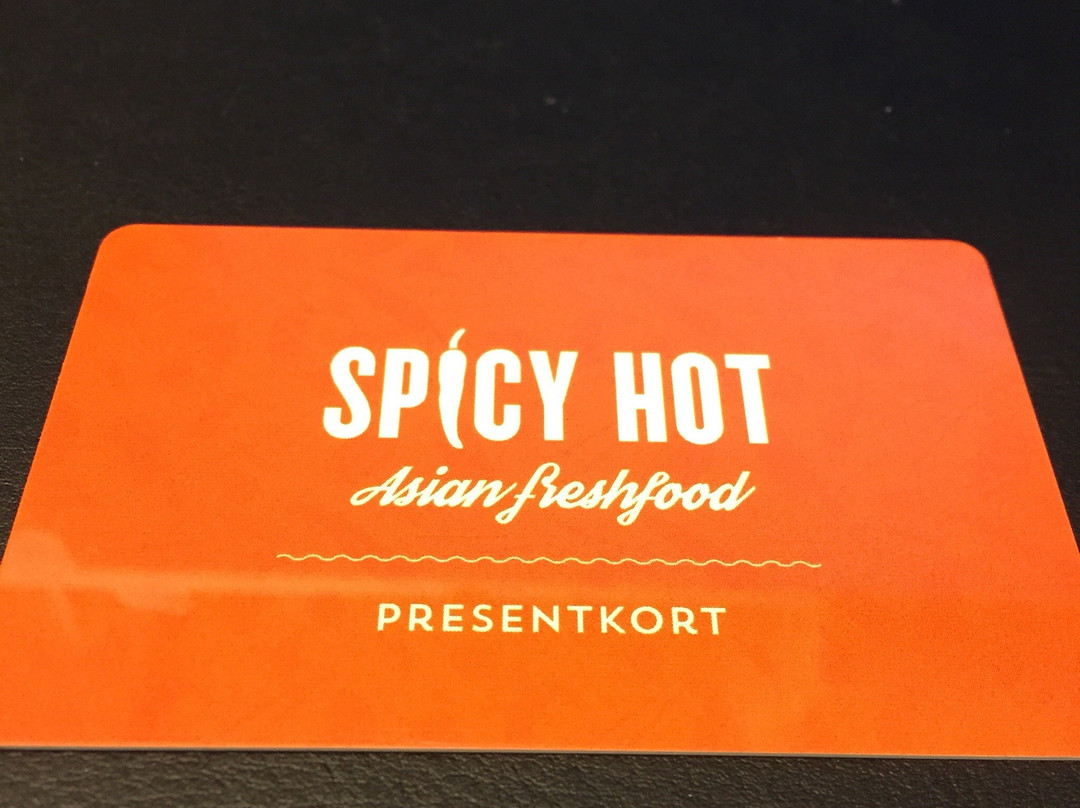 SPICY HOT
Asian freshfood
PRESENTKORT